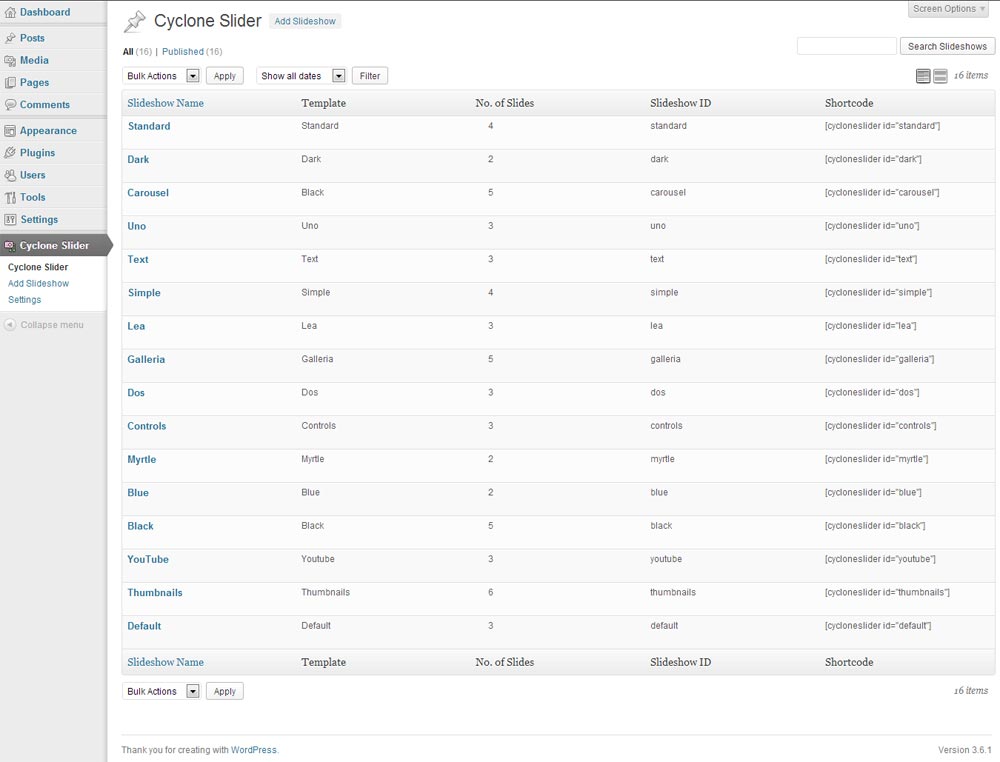 Screen Options
Dashboard
Posts
Media
Pages
Comments
Appearance
Plugins
Users
Tools
Settings
Cyclone Slider
Cyclone Slider
Add Slideshow
Settings
Collapse menu
Cyclone Slider Add Slideshow
All (16) | Published (16)
Search Slideshows
Bulk Actions Apply Show all dates Filter 16 items
Slideshow Name Template No. of Slides Slideshow ID Shortcode
Standard Standard 4 standard [cycloneslider id="standard"]
Dark Dark 2 dark [cycloneslider id="dark"]
Carousel Black 5 carousel [cycloneslider id="carousel"]
Uno Uno 3 uno [cycloneslider id="uno"]
Text Text 3 text [cycloneslider id="text"]
Simple Simple 4 simple [cycloneslider id="simple"]
Lea Lea 3 lea [cycloneslider id="lea"]
Galleria Galleria 5 galleria [cycloneslider id="galleria"]
Dos Dos 3 dos [cycloneslider id="dos"]
Controls Controls 3 controls [cycloneslider id="controls"]
Myrtle Myrtle 2 myrtle [cycloneslider id="myrtle"]
Blue Blue 2 blue [cycloneslider id="blue"]
Black Black 5 black [cycloneslider id="black"]
YouTube Youtube 3 youtube [cycloneslider id="youtube"]
Thumbnails Thumbnails 6 thumbnails [cycloneslider id="thumbnails"]
Default Default 3 default [cycloneslider id="default"]
Slideshow Name Template No. of Slides Slideshow ID Shortcode
Bulk Actions Apply 16 items
Thank you for creating with WordPress. Version 3.6.1